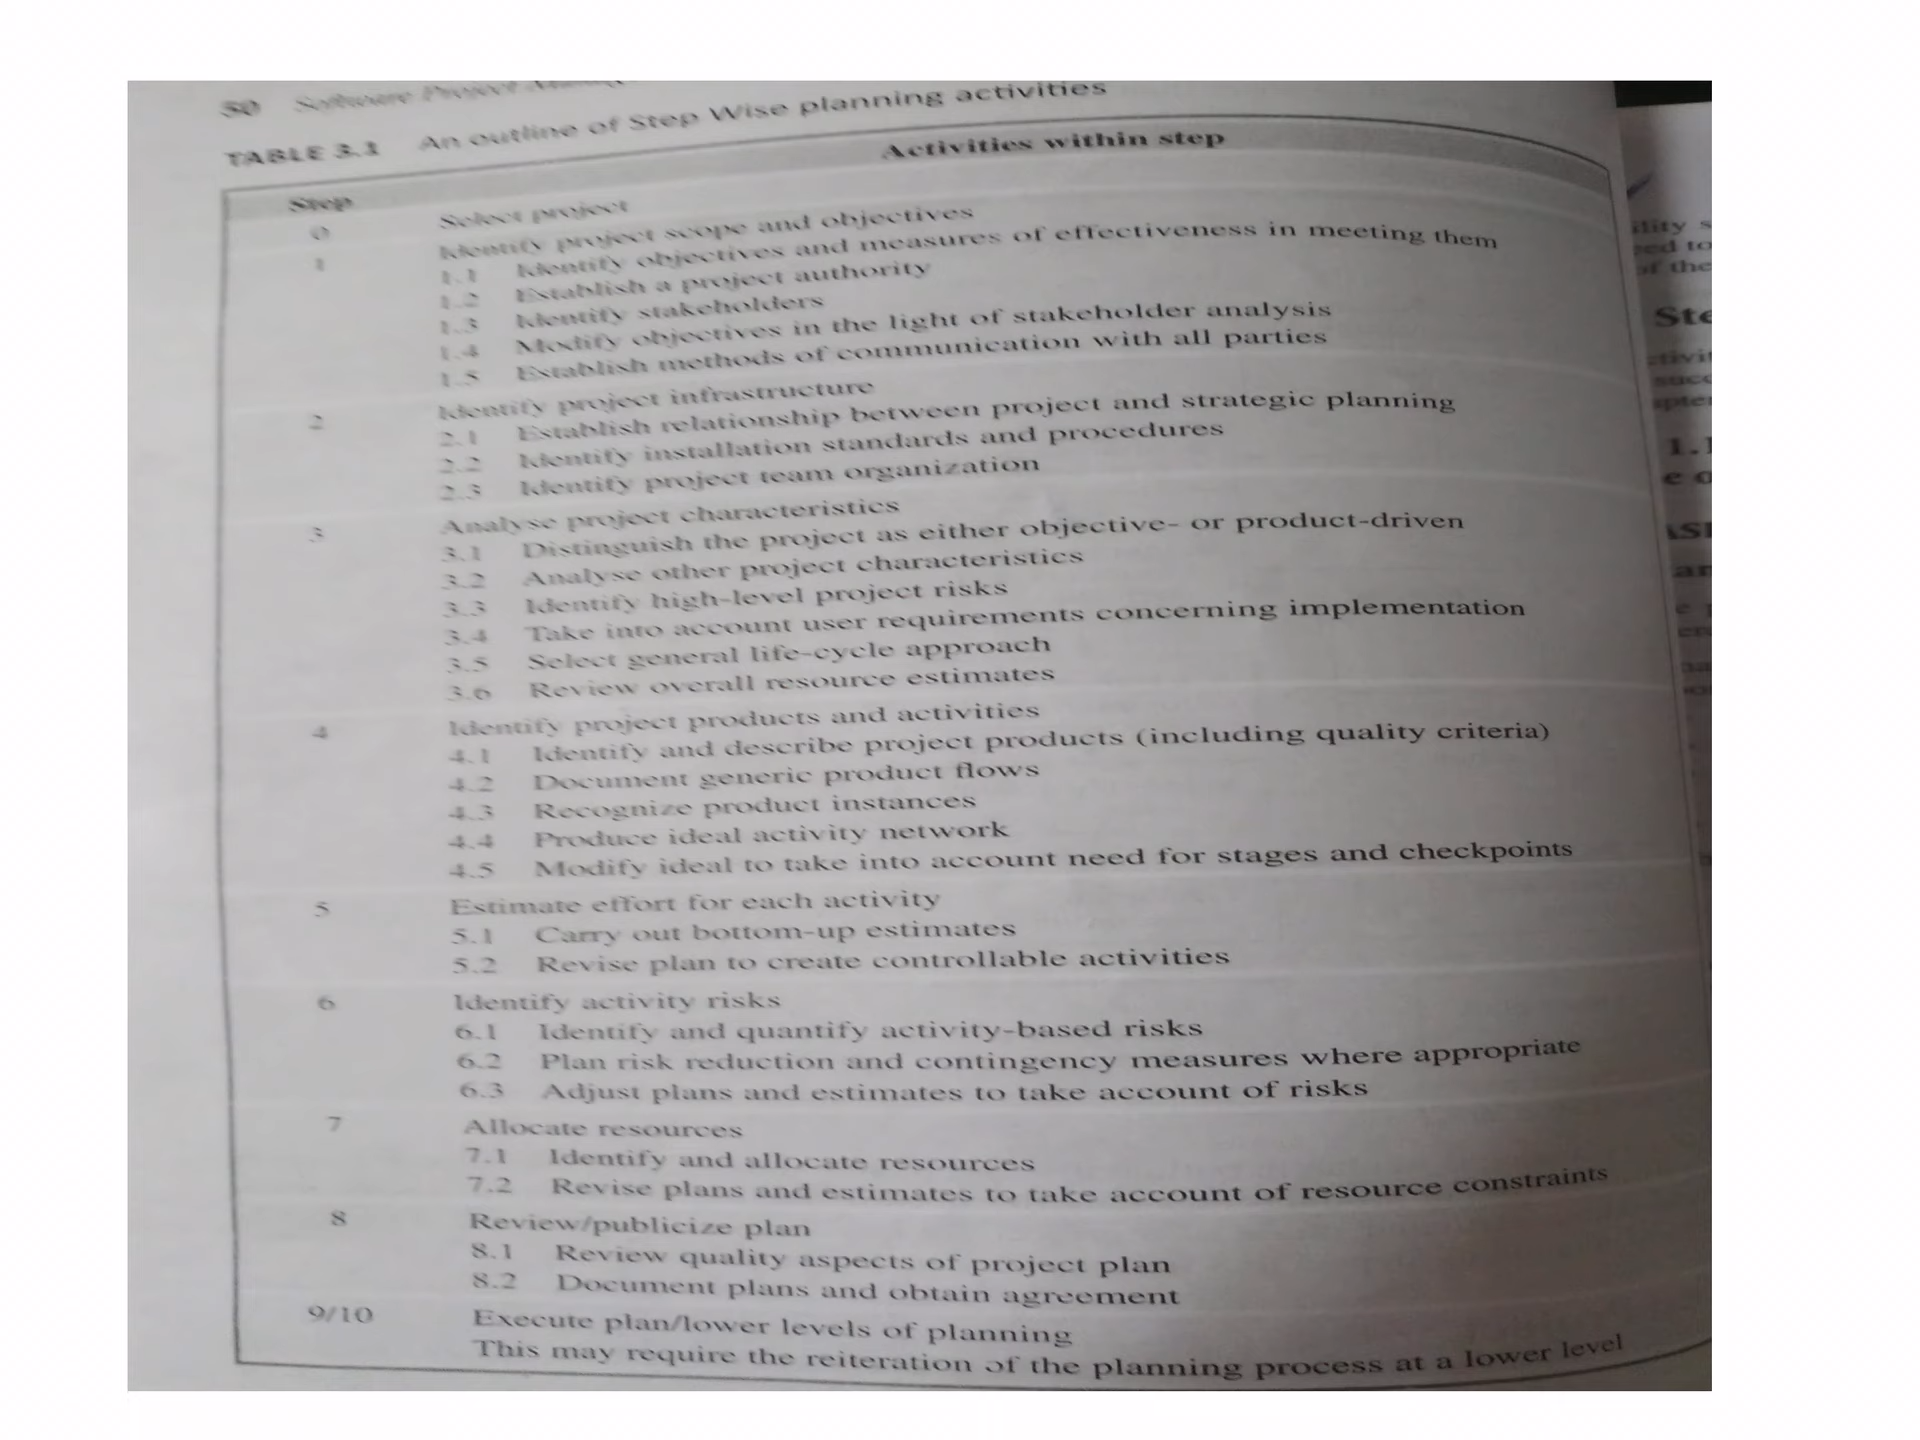 50 Software Project
TABLE 3.1 An outline of Step Wise planning activities
Step Activities within step
0 Select project
1 Identify project scope and objectives
1.1 Identify objectives and measures of effectiveness in meeting them
1.2 Establish a project authority
1.3 Identify stakeholders
1.4 Modify objectives in the light of stakeholder analysis
1.5 Establish methods of communication with all parties
2 Identify project infrastructure
2.1 Establish relationship between project and strategic planning
2.2 Identify installation standards and procedures
2.3 Identify project team organization
3 Analyse project characteristics
3.1 Distinguish the project as either objective- or product-driven
3.2 Analyse other project characteristics
3.3 Identify high-level project risks
3.4 Take into account user requirements concerning implementation
3.5 Select general life-cycle approach
3.6 Review overall resource estimates
4 Identify project products and activities
4.1 Identify and describe project products (including quality criteria)
4.2 Document generic product flows
4.3 Recognize product instances
4.4 Produce ideal activity network
4.5 Modify ideal to take into account need for stages and checkpoints
5 Estimate effort for each activity
5.1 Carry out bottom-up estimates
5.2 Revise plan to create controllable activities
6 Identify activity risks
6.1 Identify and quantify activity-based risks
6.2 Plan risk reduction and contingency measures where appropriate
6.3 Adjust plans and estimates to take account of risks
7 Allocate resources
7.1 Identify and allocate resources
7.2 Revise plans and estimates to take account of resource constraints
8 Review/publicize plan
8.1 Review quality aspects of project plan
8.2 Document plans and obtain agreement
9/10 Execute plan/lower levels of planning
This may require the reiteration of the planning process at a lower level